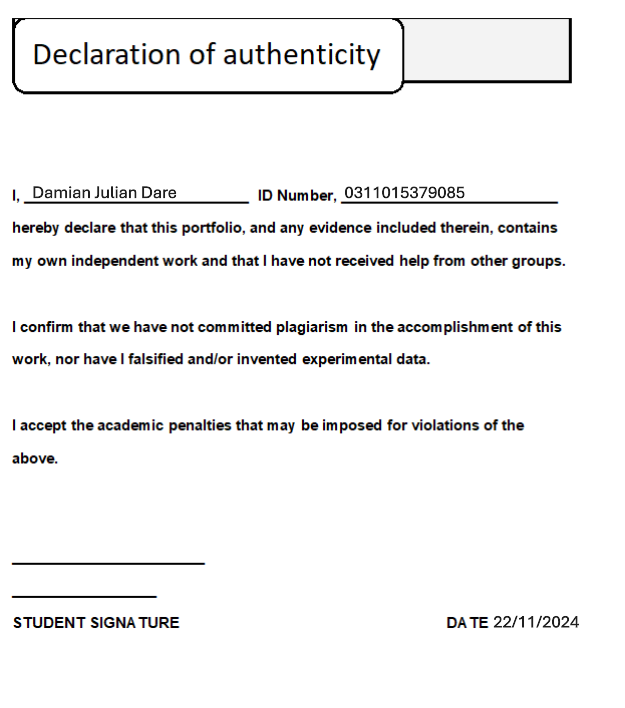 Declaration of authenticity
I, Damian Julian Dare ID Number, 0311015379085
hereby declare that this portfolio, and any evidence included therein, contains
my own independent work and that I have not received help from other groups.
I confirm that we have not committed plagiarism in the accomplishment of this
work, nor have I falsified and/or invented experimental data.
I accept the academic penalties that may be imposed for violations of the
above.
STUDENT SIGNATURE DATE 22/11/2024